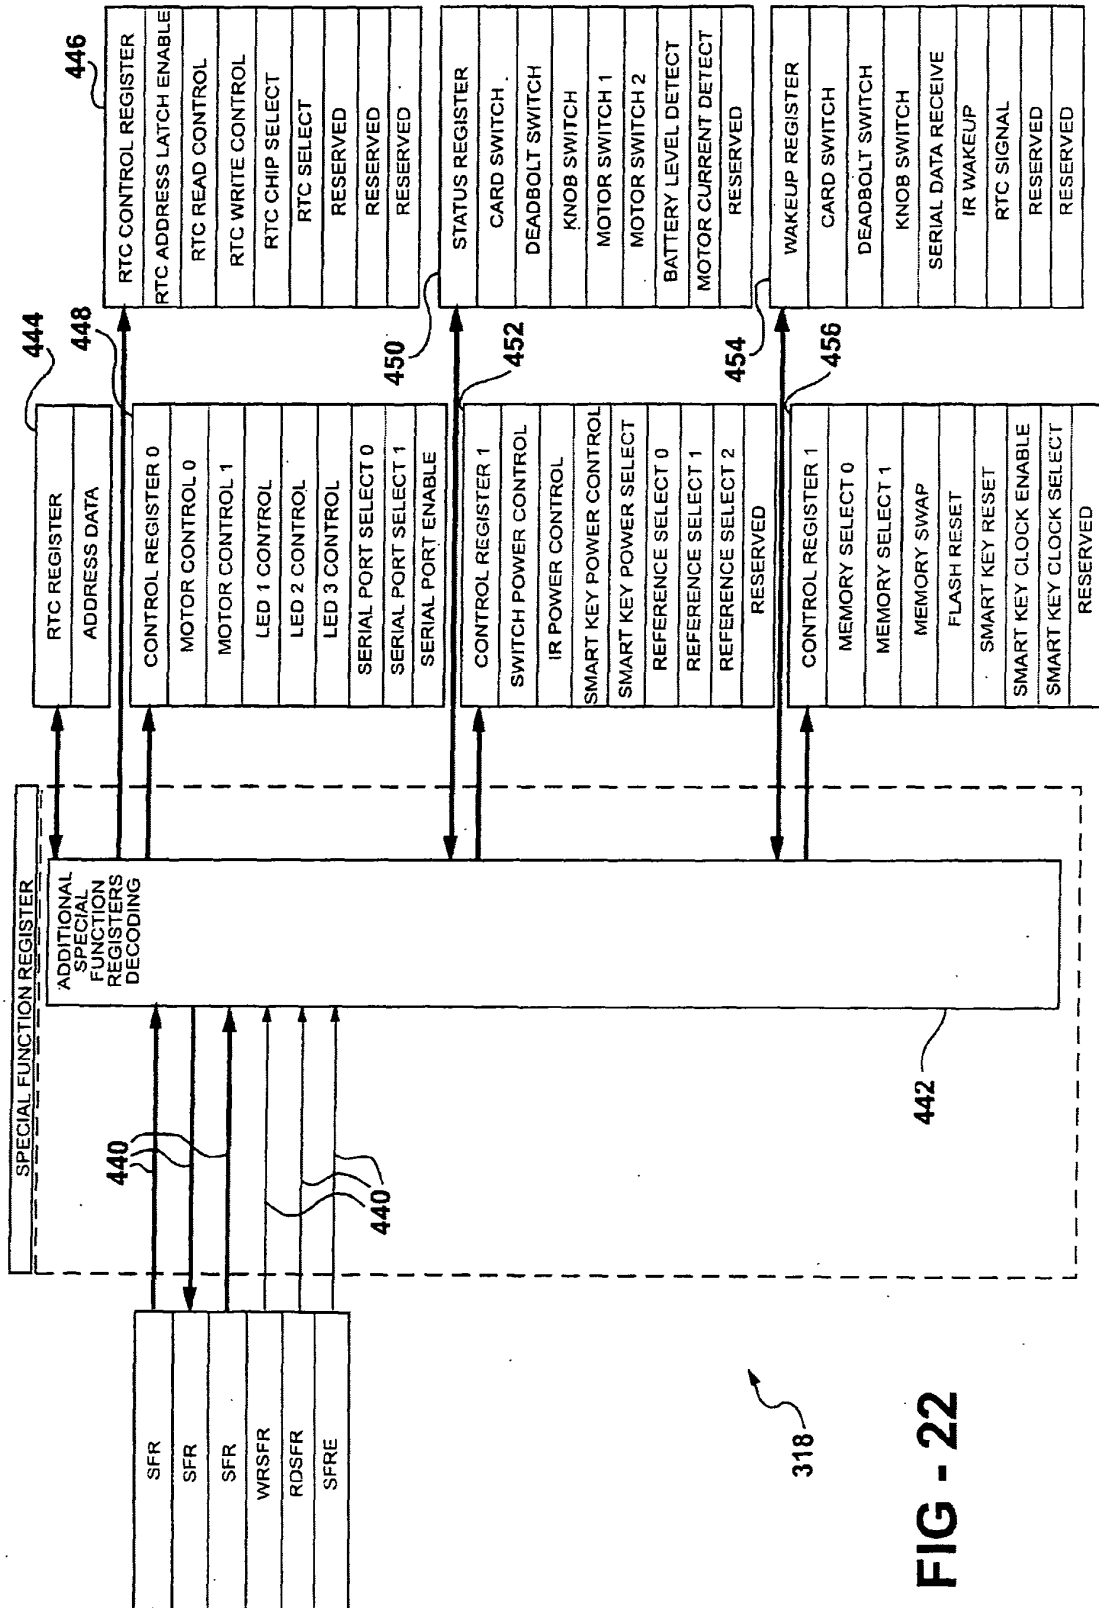 SPECIAL FUNCTION REGISTER
SFR
SFR
SFR
WRSFR
RDSFR
SFRE
440
440
ADDITIONAL
SPECIAL
FUNCTION
REGISTERS
DECODING
442
444
RTC REGISTER
ADDRESS DATA
448
CONTROL REGISTER 0
MOTOR CONTROL 0
MOTOR CONTROL 1
LED 1 CONTROL
LED 2 CONTROL
LED 3 CONTROL
SERIAL PORT SELECT 0
SERIAL PORT SELECT 1
SERIAL PORT ENABLE
452
CONTROL REGISTER 1
SWITCH POWER CONTROL
IR POWER CONTROL
SMART KEY POWER CONTROL
SMART KEY POWER SELECT
REFERENCE SELECT 0
REFERENCE SELECT 1
REFERENCE SELECT 2
RESERVED
456
CONTROL REGISTER 1
MEMORY SELECT 0
MEMORY SELECT 1
MEMORY SWAP
FLASH RESET
SMART KEY RESET
SMART KEY CLOCK ENABLE
SMART KEY CLOCK SELECT
RESERVED
446
RTC CONTROL REGISTER
RTC ADDRESS LATCH ENABLE
RTC READ CONTROL
RTC WRITE CONTROL
RTC CHIP SELECT
RTC SELECT
RESERVED
RESERVED
RESERVED
450
STATUS REGISTER
CARD SWITCH
DEADBOLT SWITCH
KNOB SWITCH
MOTOR SWITCH 1
MOTOR SWITCH 2
BATTERY LEVEL DETECT
MOTOR CURRENT DETECT
RESERVED
454
WAKEUP REGISTER
CARD SWITCH
DEADBOLT SWITCH
KNOB SWITCH
SERIAL DATA RECEIVE
IR WAKEUP
RTC SIGNAL
RESERVED
RESERVED
318
FIG - 22